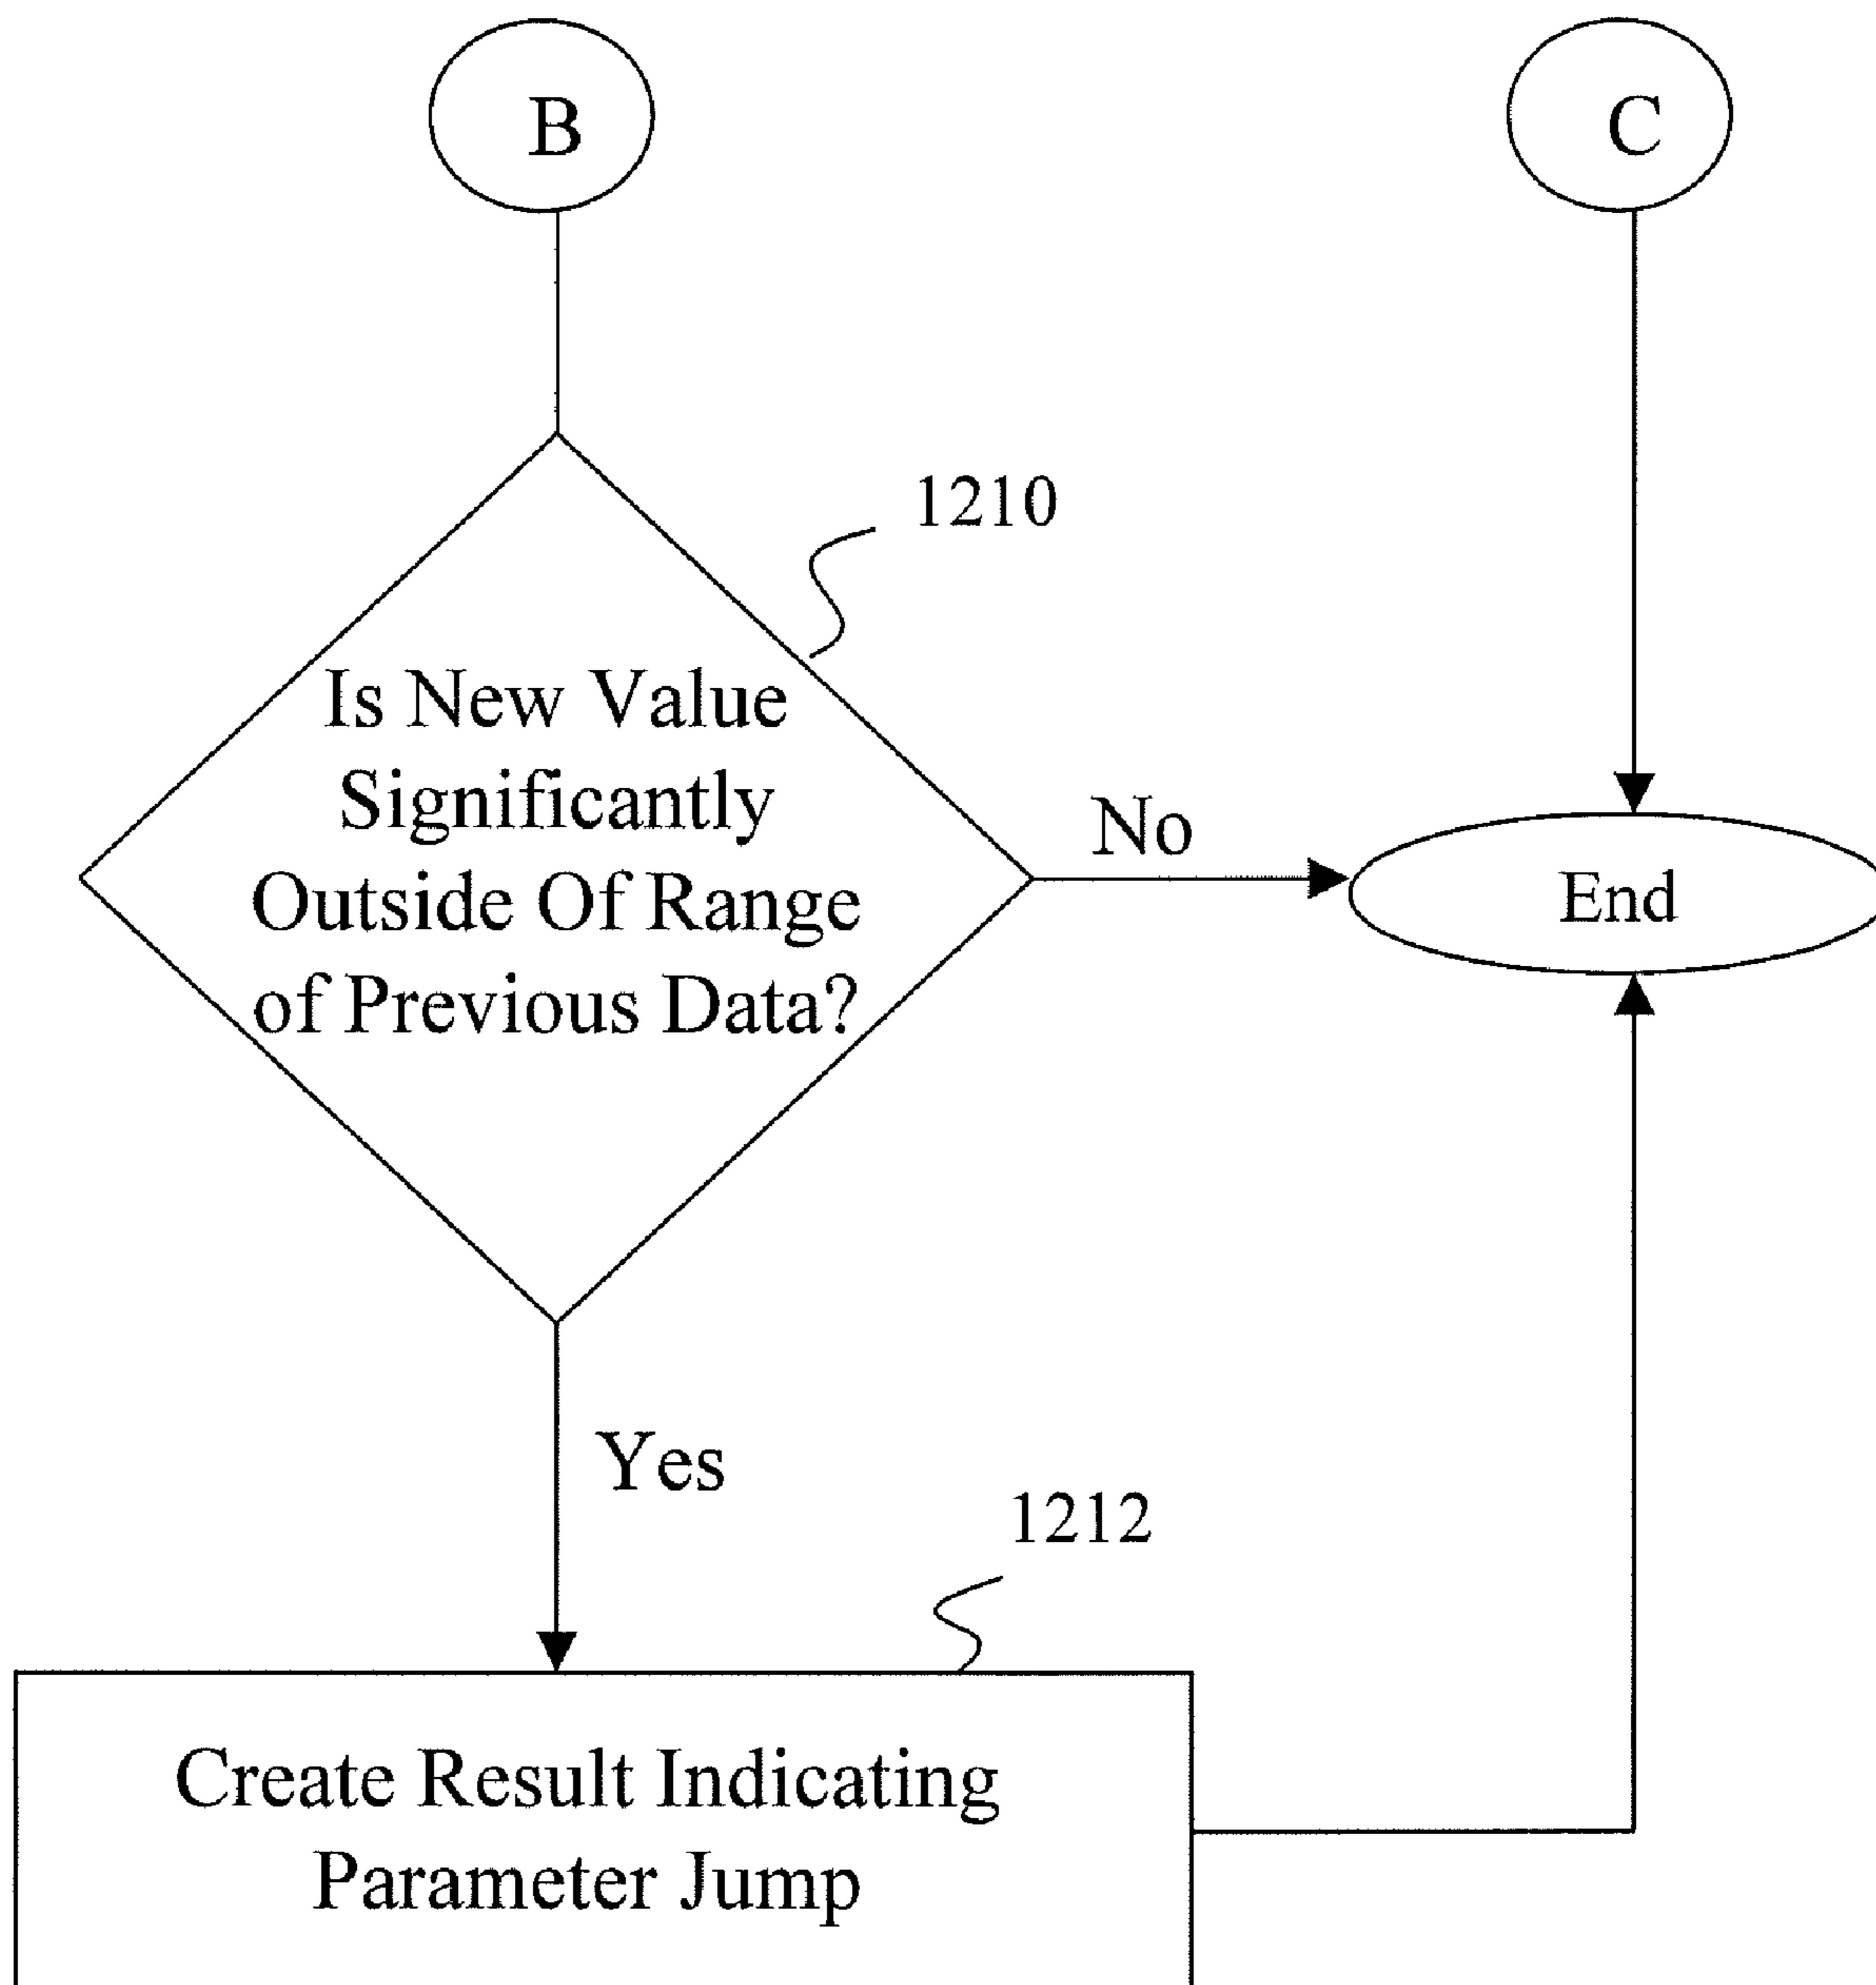 B
C
1210
Is New Value
Significantly
Outside Of Range
of Previous Data?
No
End
Yes
1212
Create Result Indicating
Parameter Jump